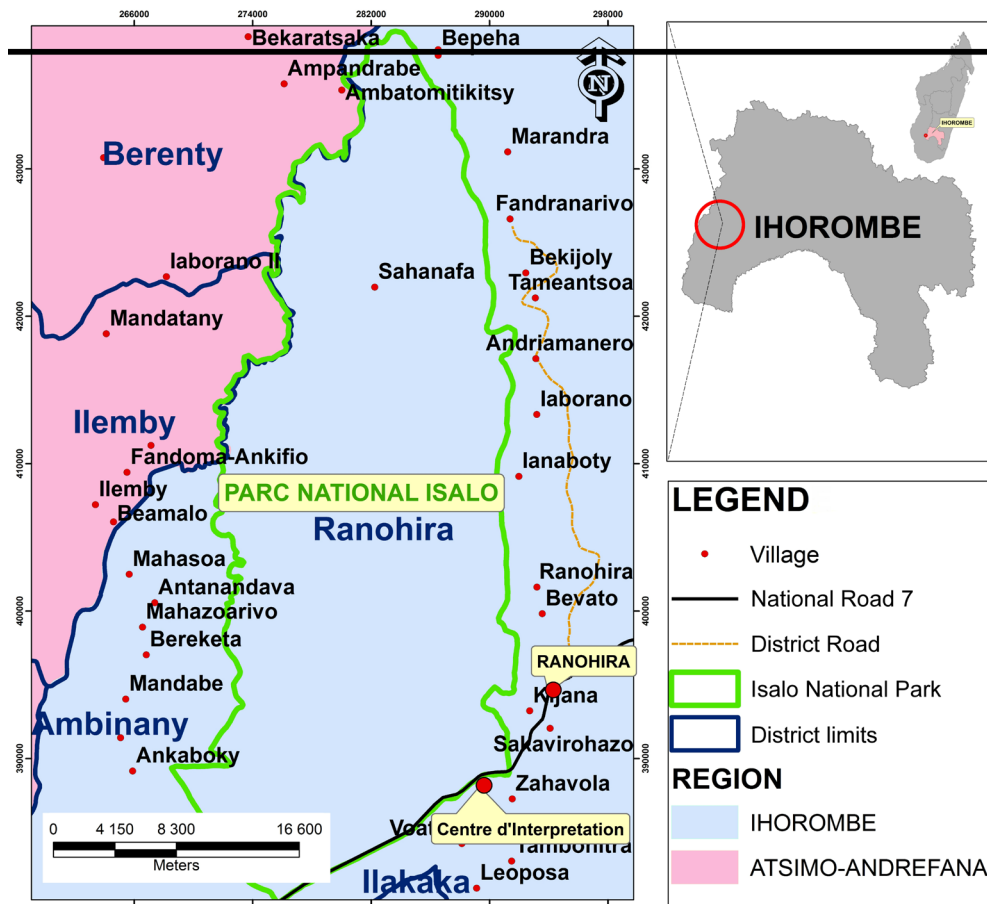 266000 274000 282000 290000 298000
Bekaratsaka
Bepeha
Ampandrabe
Ambatomitikitsy
N
IHOROMBE
Marandra
Berenty
430000
430000
Fandranarivo
IHOROMBE
Bekijoly
Iaborano II
Sahanafa
Tameantsoa
420000
420000
Mandatany
Andriamanero
Iaborano
Ilemby
Fandoma-Ankifio
Ianaboty
410000
410000
Ilemby
PARC NATIONAL ISALO
Beamalo
Ranohira
Mahasoa
Ranohira
Antanandava
Bevato
Mahazoarivo
400000
400000
Bereketa
RANOHIRA
Mandabe
Kijana
Ambinany
Sakavirohazo
Ankaboky
390000
390000
Zahavola
0 4 150 8 300 16 600
Meters
Centre d'Interpretation
Leoposa
Ilakaka
LEGEND
Village
National Road 7
District Road
Isalo National Park
District limits
REGION
IHOROMBE
ATSIMO-ANDREFANA